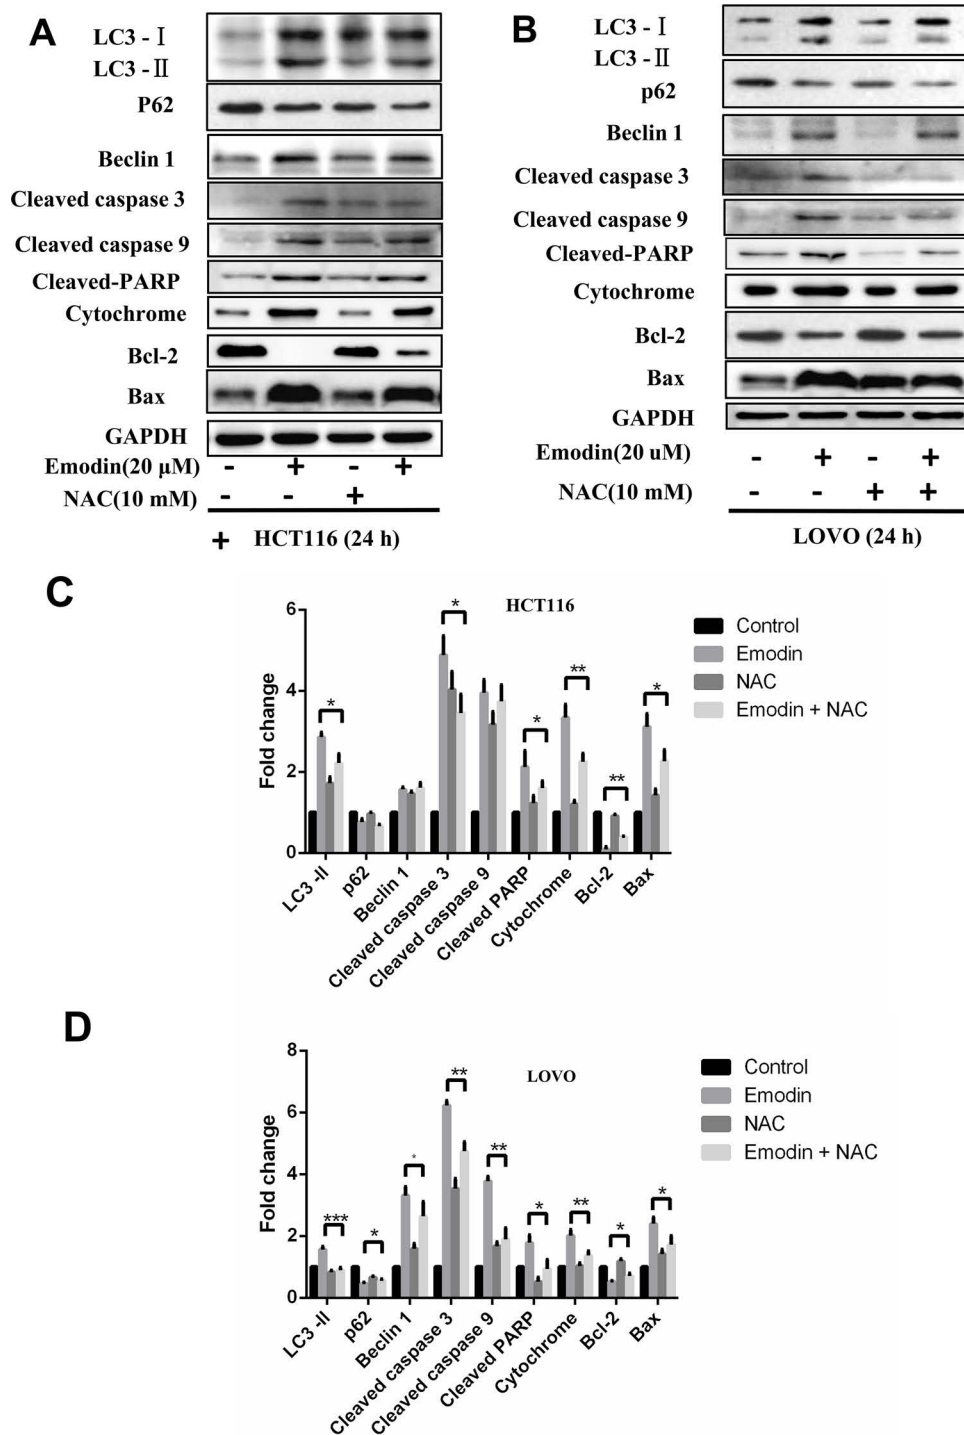 A
LC3 - Ⅰ
LC3 - Ⅱ
P62
Beclin 1
Cleaved caspase 3
Cleaved caspase 9
Cleaved-PARP
Cytochrome
Bcl-2
Bax
GAPDH
Emodin(20 μM) - + - +
NAC(10 mM) - - +
+ HCT116 (24 h)
B
LC3 - Ⅰ
LC3 - Ⅱ
p62
Beclin 1
Cleaved caspase 3
Cleaved caspase 9
Cleaved-PARP
Cytochrome
Bcl-2
Bax
GAPDH
Emodin(20 uM) - + - +
NAC(10 mM) - - + +
LOVO (24 h)
C
HCT116
Fold change
6
4
2
0
* * * ** ** *
LC3 -II
p62
Beclin 1
Cleaved caspase 3
Cleaved caspase 9
Cleaved PARP
Cytochrome
Bcl-2
Bax
Control
Emodin
NAC
Emodin + NAC
D
LOVO
Fold change
8
6
4
2
0
*** * * ** ** * ** * *
LC3 -II
p62
Beclin 1
Cleaved caspase 3
Cleaved caspase 9
Cleaved PARP
Cytochrome
Bcl-2
Bax
Control
Emodin
NAC
Emodin + NAC